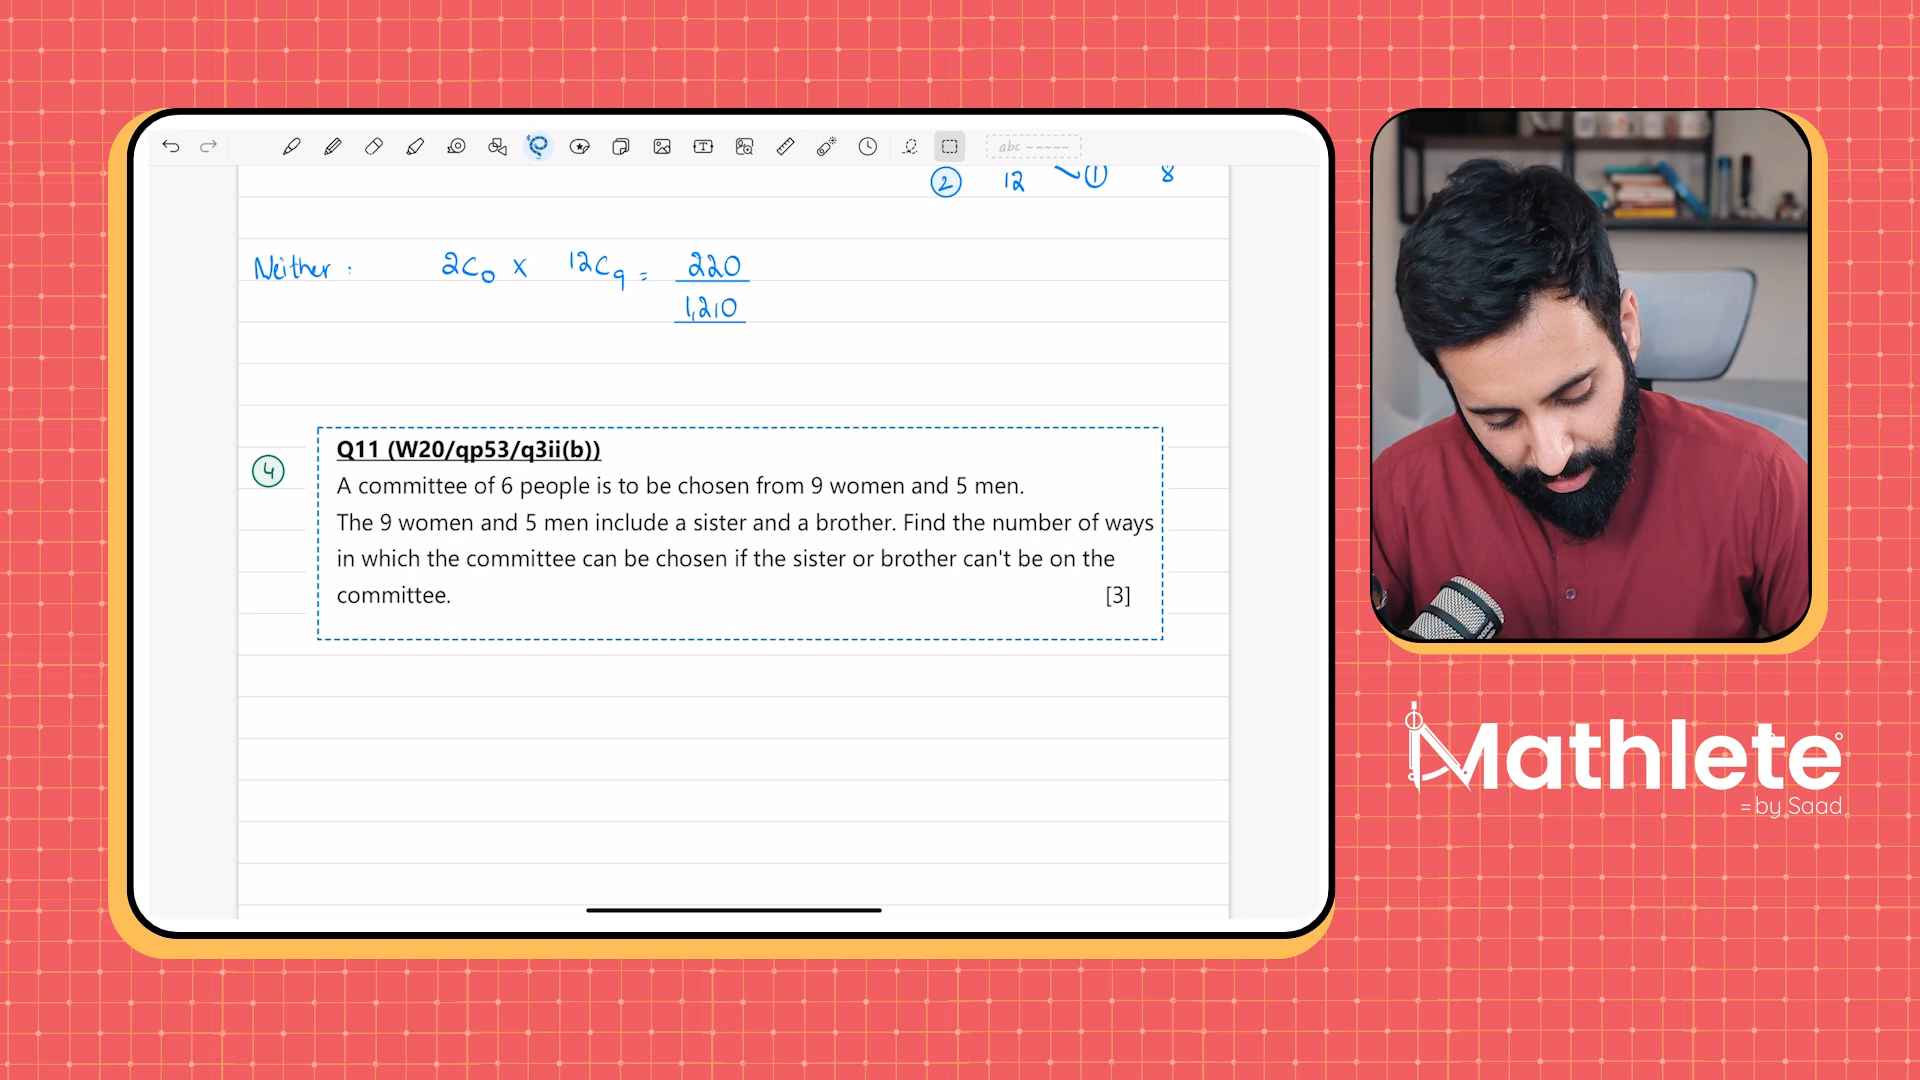 abc ~~~~~
2 12 1 8
Neither : 2C₀ x 12C₉ = 220
1,210
4
Q11 (W20/qp53/q3ii(b))
A committee of 6 people is to be chosen from 9 women and 5 men.
The 9 women and 5 men include a sister and a brother. Find the number of ways
in which the committee can be chosen if the sister or brother can't be on the
committee. [3]
Mathlete
= by Saad